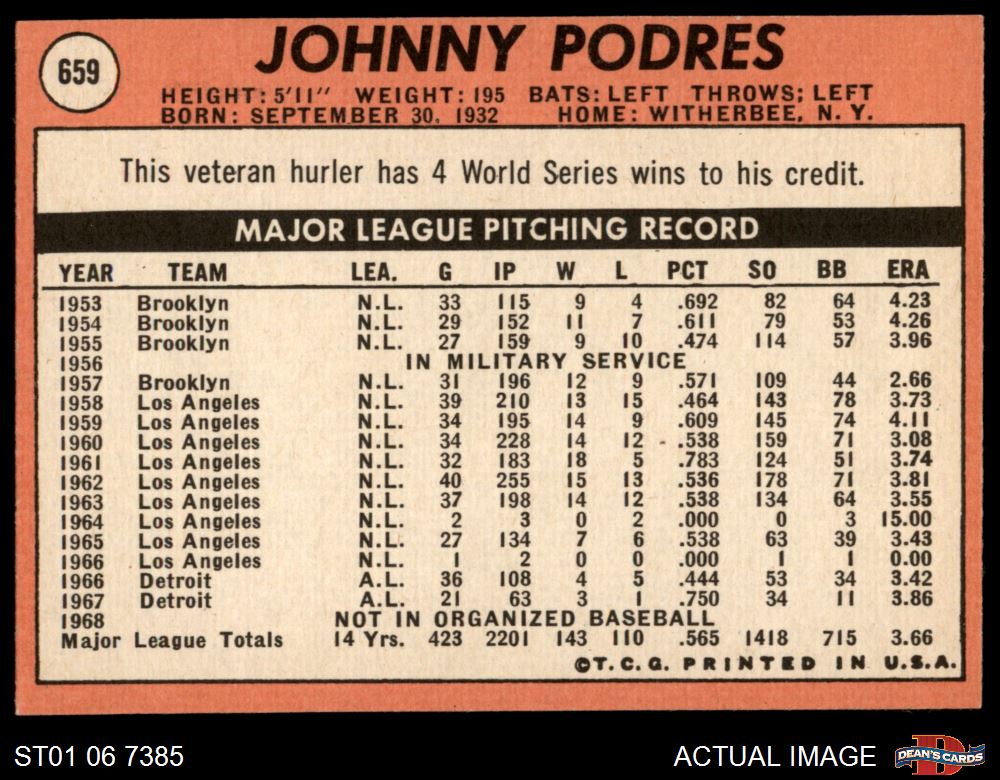 659
JOHNNY PODRES
HEIGHT: 5'11" WEIGHT: 195 BATS: LEFT THROWS; LEFT
BORN: SEPTEMBER 30, 1932 HOME: WITHERBEE, N. Y.
This veteran hurler has 4 World Series wins to his credit.
MAJOR LEAGUE PITCHING RECORD
YEAR TEAM LEA. G IP W L PCT SO BB ERA
1953 Brooklyn N.L. 33 115 9 4 .692 82 64 4.23
1954 Brooklyn N.L. 29 152 11 7 .611 79 53 4.26
1955 Brooklyn N.L. 27 159 9 10 .474 114 57 3.96
1956 IN MILITARY SERVICE
1957 Brooklyn N.L. 31 196 12 9 .571 109 44 2.66
1958 Los Angeles N.L. 39 210 13 15 .464 143 78 3.73
1959 Los Angeles N.L. 34 195 14 9 .609 145 74 4.11
1960 Los Angeles N.L. 34 228 14 12 .538 159 71 3.08
1961 Los Angeles N.L. 32 183 18 5 .783 124 51 3.74
1962 Los Angeles N.L. 40 255 15 13 .536 178 71 3.81
1963 Los Angeles N.L. 37 198 14 12 .538 134 64 3.55
1964 Los Angeles N.L. 2 3 0 2 .000 0 3 15.00
1965 Los Angeles N.L. 27 134 7 6 .538 63 39 3.43
1966 Los Angeles N.L. 1 2 0 0 .000 1 1 0.00
1966 Detroit A.L. 36 108 4 5 .444 53 34 3.42
1967 Detroit A.L. 21 63 3 1 .750 34 11 3.86
1968 NOT IN ORGANIZED BASEBALL
Major League Totals 14 Yrs. 423 2201 143 110 .565 1418 715 3.66
©T.C.G. PRINTED IN U.S.A.
ST01 06 7385 ACTUAL IMAGE DEAN'S CARDS